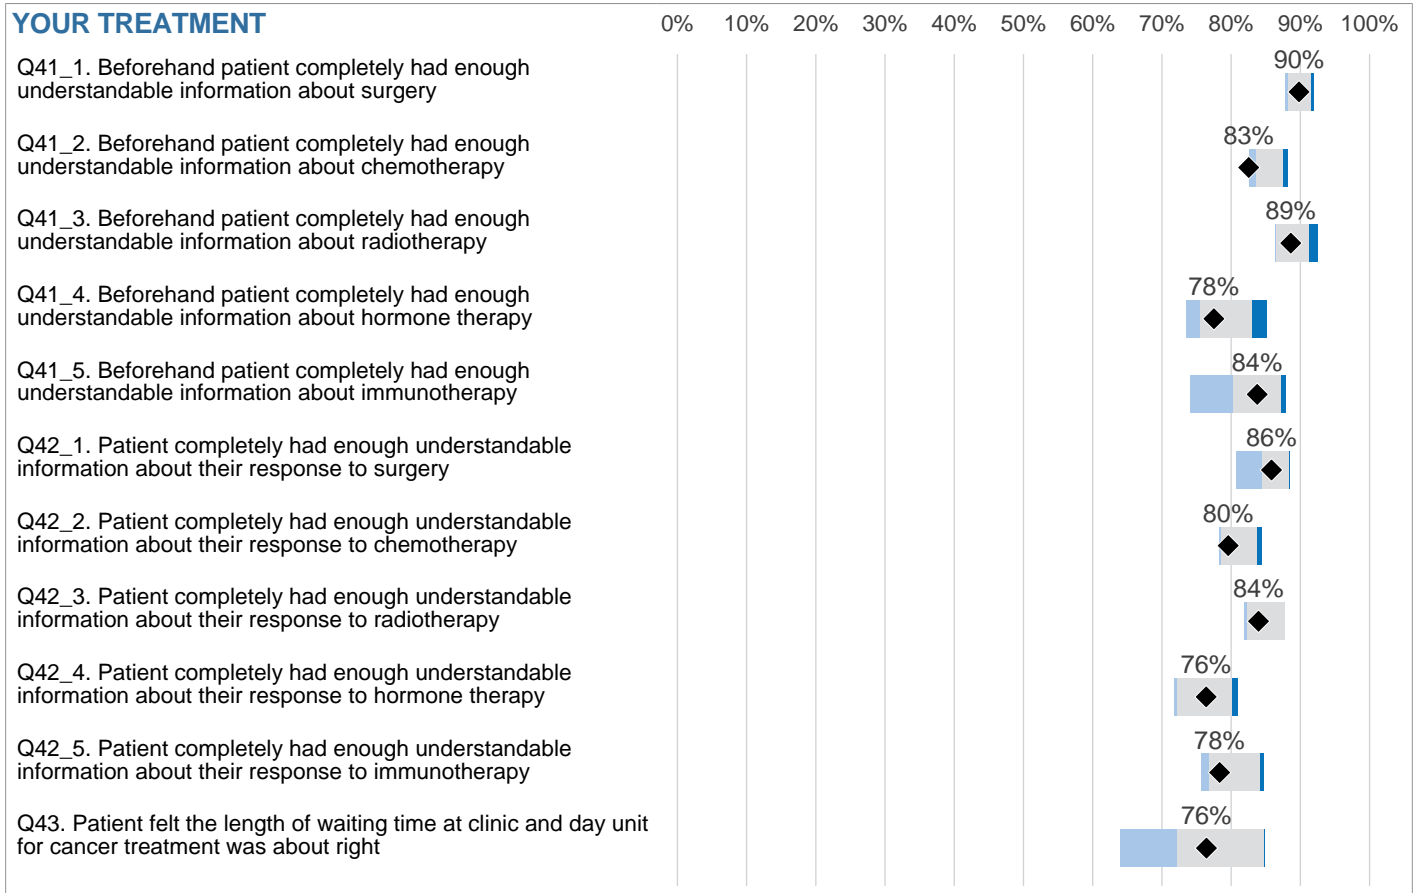 YOUR TREATMENT
0% 10% 20% 30% 40% 50% 60% 70% 80% 90% 100%
Q41_1. Beforehand patient completely had enough
understandable information about surgery
90%
Q41_2. Beforehand patient completely had enough
understandable information about chemotherapy
83%
Q41_3. Beforehand patient completely had enough
understandable information about radiotherapy
89%
Q41_4. Beforehand patient completely had enough
understandable information about hormone therapy
78%
Q41_5. Beforehand patient completely had enough
understandable information about immunotherapy
84%
Q42_1. Patient completely had enough understandable
information about their response to surgery
86%
Q42_2. Patient completely had enough understandable
information about their response to chemotherapy
80%
Q42_3. Patient completely had enough understandable
information about their response to radiotherapy
84%
Q42_4. Patient completely had enough understandable
information about their response to hormone therapy
76%
Q42_5. Patient completely had enough understandable
information about their response to immunotherapy
78%
Q43. Patient felt the length of waiting time at clinic and day unit
for cancer treatment was about right
76%